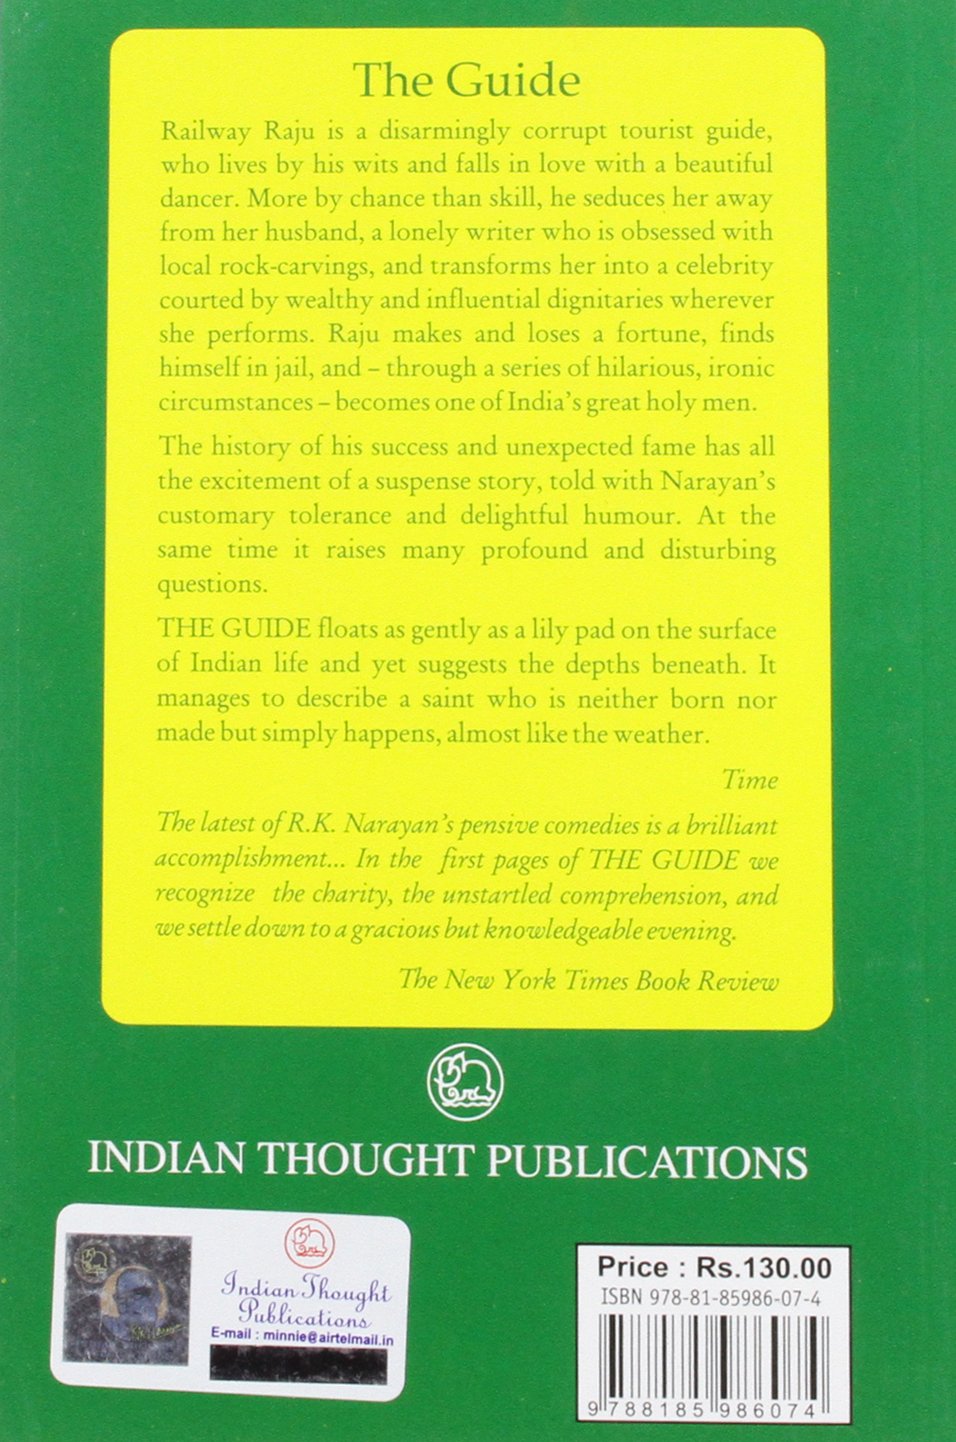 The Guide
Railway Raju is a disarmingly corrupt tourist guide,
who lives by his wits and falls in love with a beautiful
dancer. More by chance than skill, he seduces her away
from her husband, a lonely writer who is obsessed with
local rock-carvings, and transforms her into a celebrity
courted by wealthy and influential dignitaries wherever
she performs. Raju makes and loses a fortune, finds
himself in jail, and – through a series of hilarious, ironic
circumstances – becomes one of India's great holy men.
The history of his success and unexpected fame has all
the excitement of a suspense story, told with Narayan's
customary tolerance and delightful humour. At the
same time it raises many profound and disturbing
questions.
THE GUIDE floats as gently as a lily pad on the surface
of Indian life and yet suggests the depths beneath. It
manages to describe a saint who is neither born nor
made but simply happens, almost like the weather.
Time
The latest of R.K. Narayan's pensive comedies is a brilliant
accomplishment... In the first pages of THE GUIDE we
recognize the charity, the unstartled comprehension, and
we settle down to a gracious but knowledgeable evening.
The New York Times Book Review
INDIAN THOUGHT PUBLICATIONS
Indian Thought
Publications
E-mail : minnie@airtelmail.in
Price : Rs.130.00
ISBN 978-81-85986-07-4
9 788185 986074